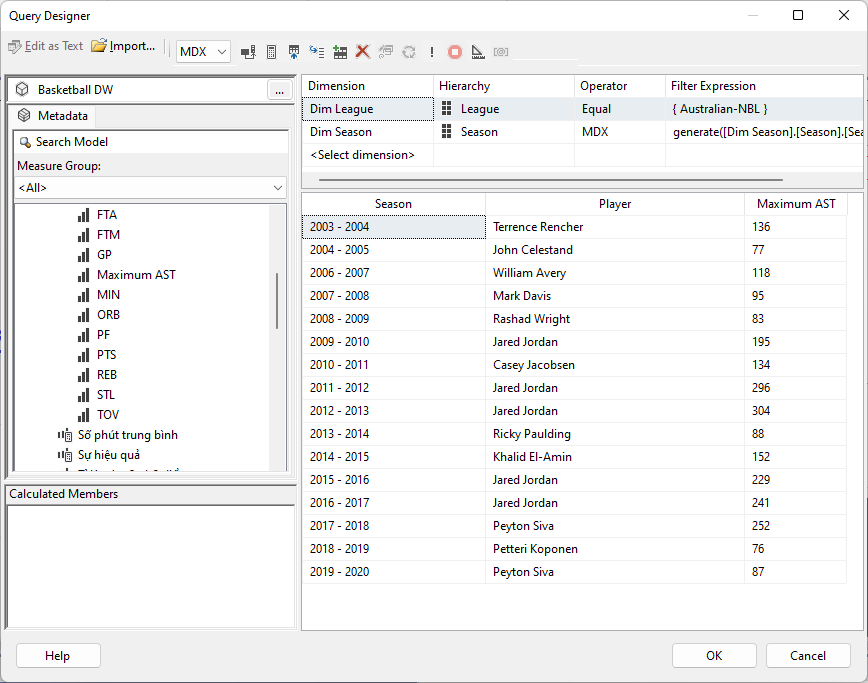 Query Designer
Edit as Text Import... MDX
Basketball DW ...
Metadata
Search Model
Measure Group:
<All>
FTA
FTM
GP
Maximum AST
MIN
ORB
PF
PTS
REB
STL
TOV
Số phút trung bình
Sự hiệu quả
Calculated Members
Dimension Hierarchy Operator Filter Expression
Dim League League Equal { Australian-NBL }
Dim Season Season MDX generate([Dim Season].[Season].[Sea
<Select dimension>
Season Player Maximum AST
2003 - 2004 Terrence Rencher 136
2004 - 2005 John Celestand 77
2006 - 2007 William Avery 118
2007 - 2008 Mark Davis 95
2008 - 2009 Rashad Wright 83
2009 - 2010 Jared Jordan 195
2010 - 2011 Casey Jacobsen 134
2011 - 2012 Jared Jordan 296
2012 - 2013 Jared Jordan 304
2013 - 2014 Ricky Paulding 88
2014 - 2015 Khalid El-Amin 152
2015 - 2016 Jared Jordan 229
2016 - 2017 Jared Jordan 241
2017 - 2018 Peyton Siva 252
2018 - 2019 Petteri Koponen 76
2019 - 2020 Peyton Siva 87
Help OK Cancel